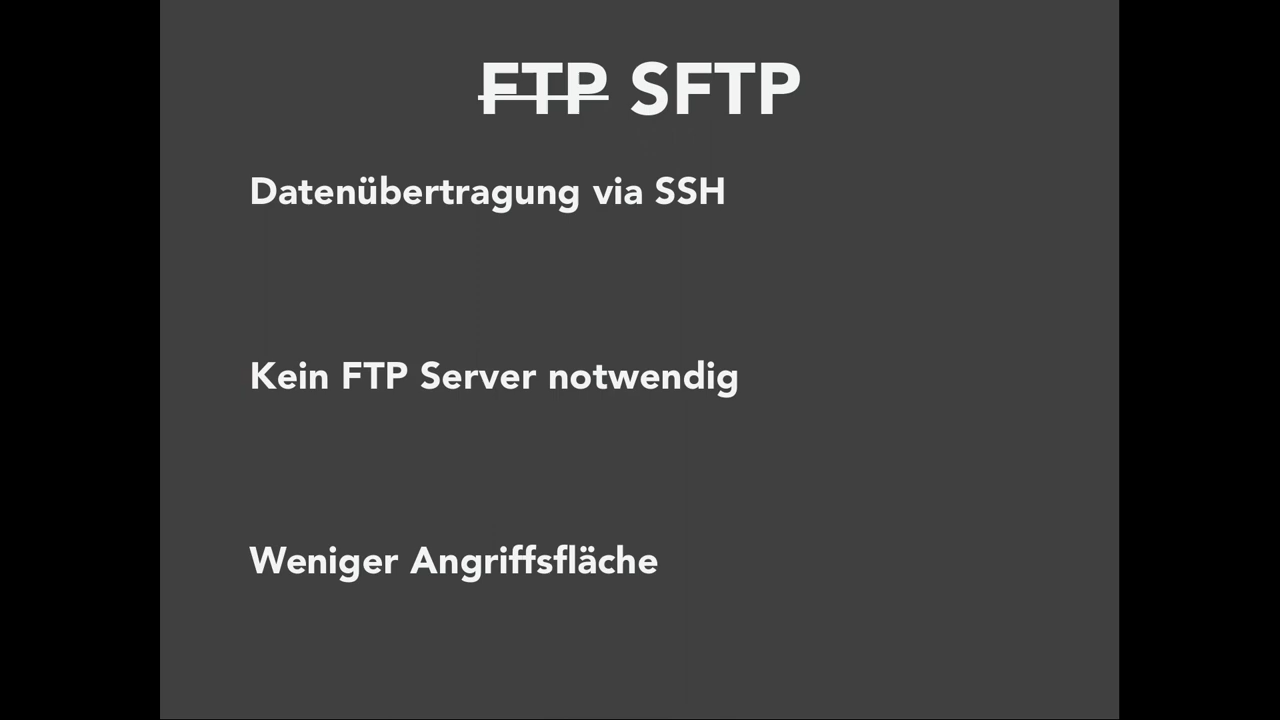 FTP SFTP
Datenübertragung via SSH
Kein FTP Server notwendig
Weniger Angriffsfläche